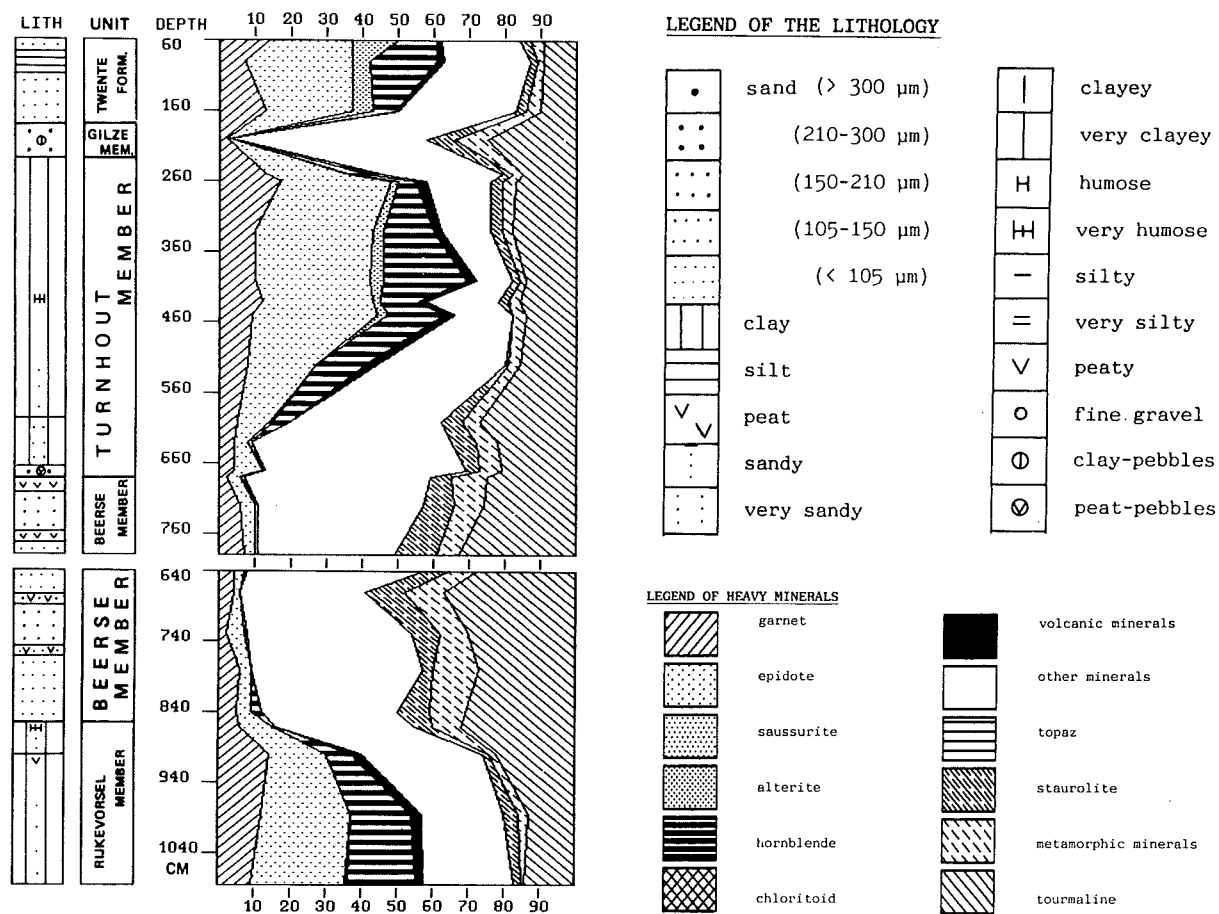 LITH UNIT DEPTH 10 20 30 40 50 60 70 80 90
60
160
260
360
460
560
660
760
TWENTE
FORM.
GILZE
MEM.
TURNHOUT
MEMBER
BEERSE
MEMBER
640
740
840
940
1040
CM
BEERSE
MEMBER
RIJKEVORSEL
MEMBER
10 20 30 40 50 60 70 80 90
LEGEND OF THE LITHOLOGY
sand (> 300 µm)
(210-300 µm)
(150-210 µm)
(105-150 µm)
(< 105 µm)
clay
silt
peat
sandy
very sandy
clayey
very clayey
humose
very humose
silty
very silty
peaty
fine gravel
clay-pebbles
peat-pebbles
LEGEND OF HEAVY MINERALS
garnet
epidote
saussurite
alterite
hornblende
chloritoid
volcanic minerals
other minerals
topaz
staurolite
metamorphic minerals
tourmaline